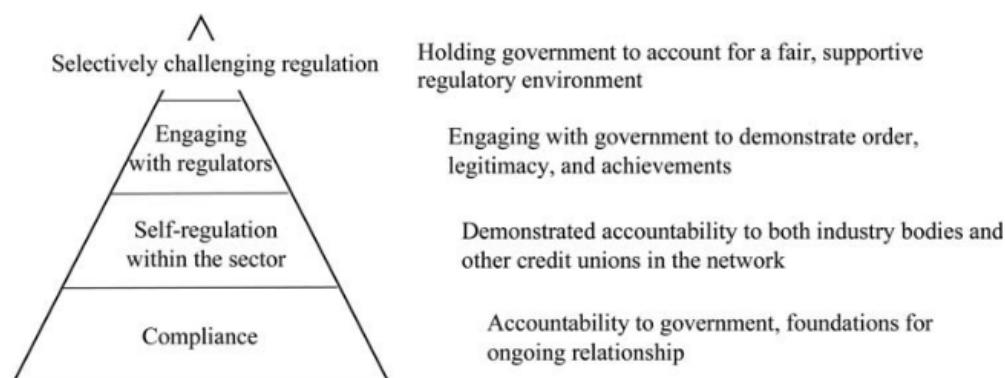 Selectively challenging regulation
Holding government to account for a fair, supportive
regulatory environment
Engaging
with regulators
Engaging with government to demonstrate order,
legitimacy, and achievements
Self-regulation
within the sector
Demonstrated accountability to both industry bodies and
other credit unions in the network
Compliance
Accountability to government, foundations for
ongoing relationship